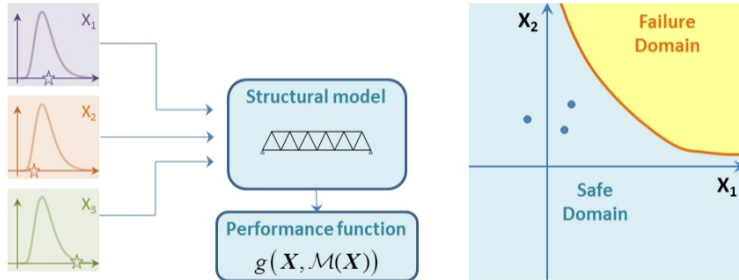 X₁
X₂
X₃
Structural model
Performance function
g(X, M(X))
X₂
Failure
Domain
X₁
Safe
Domain